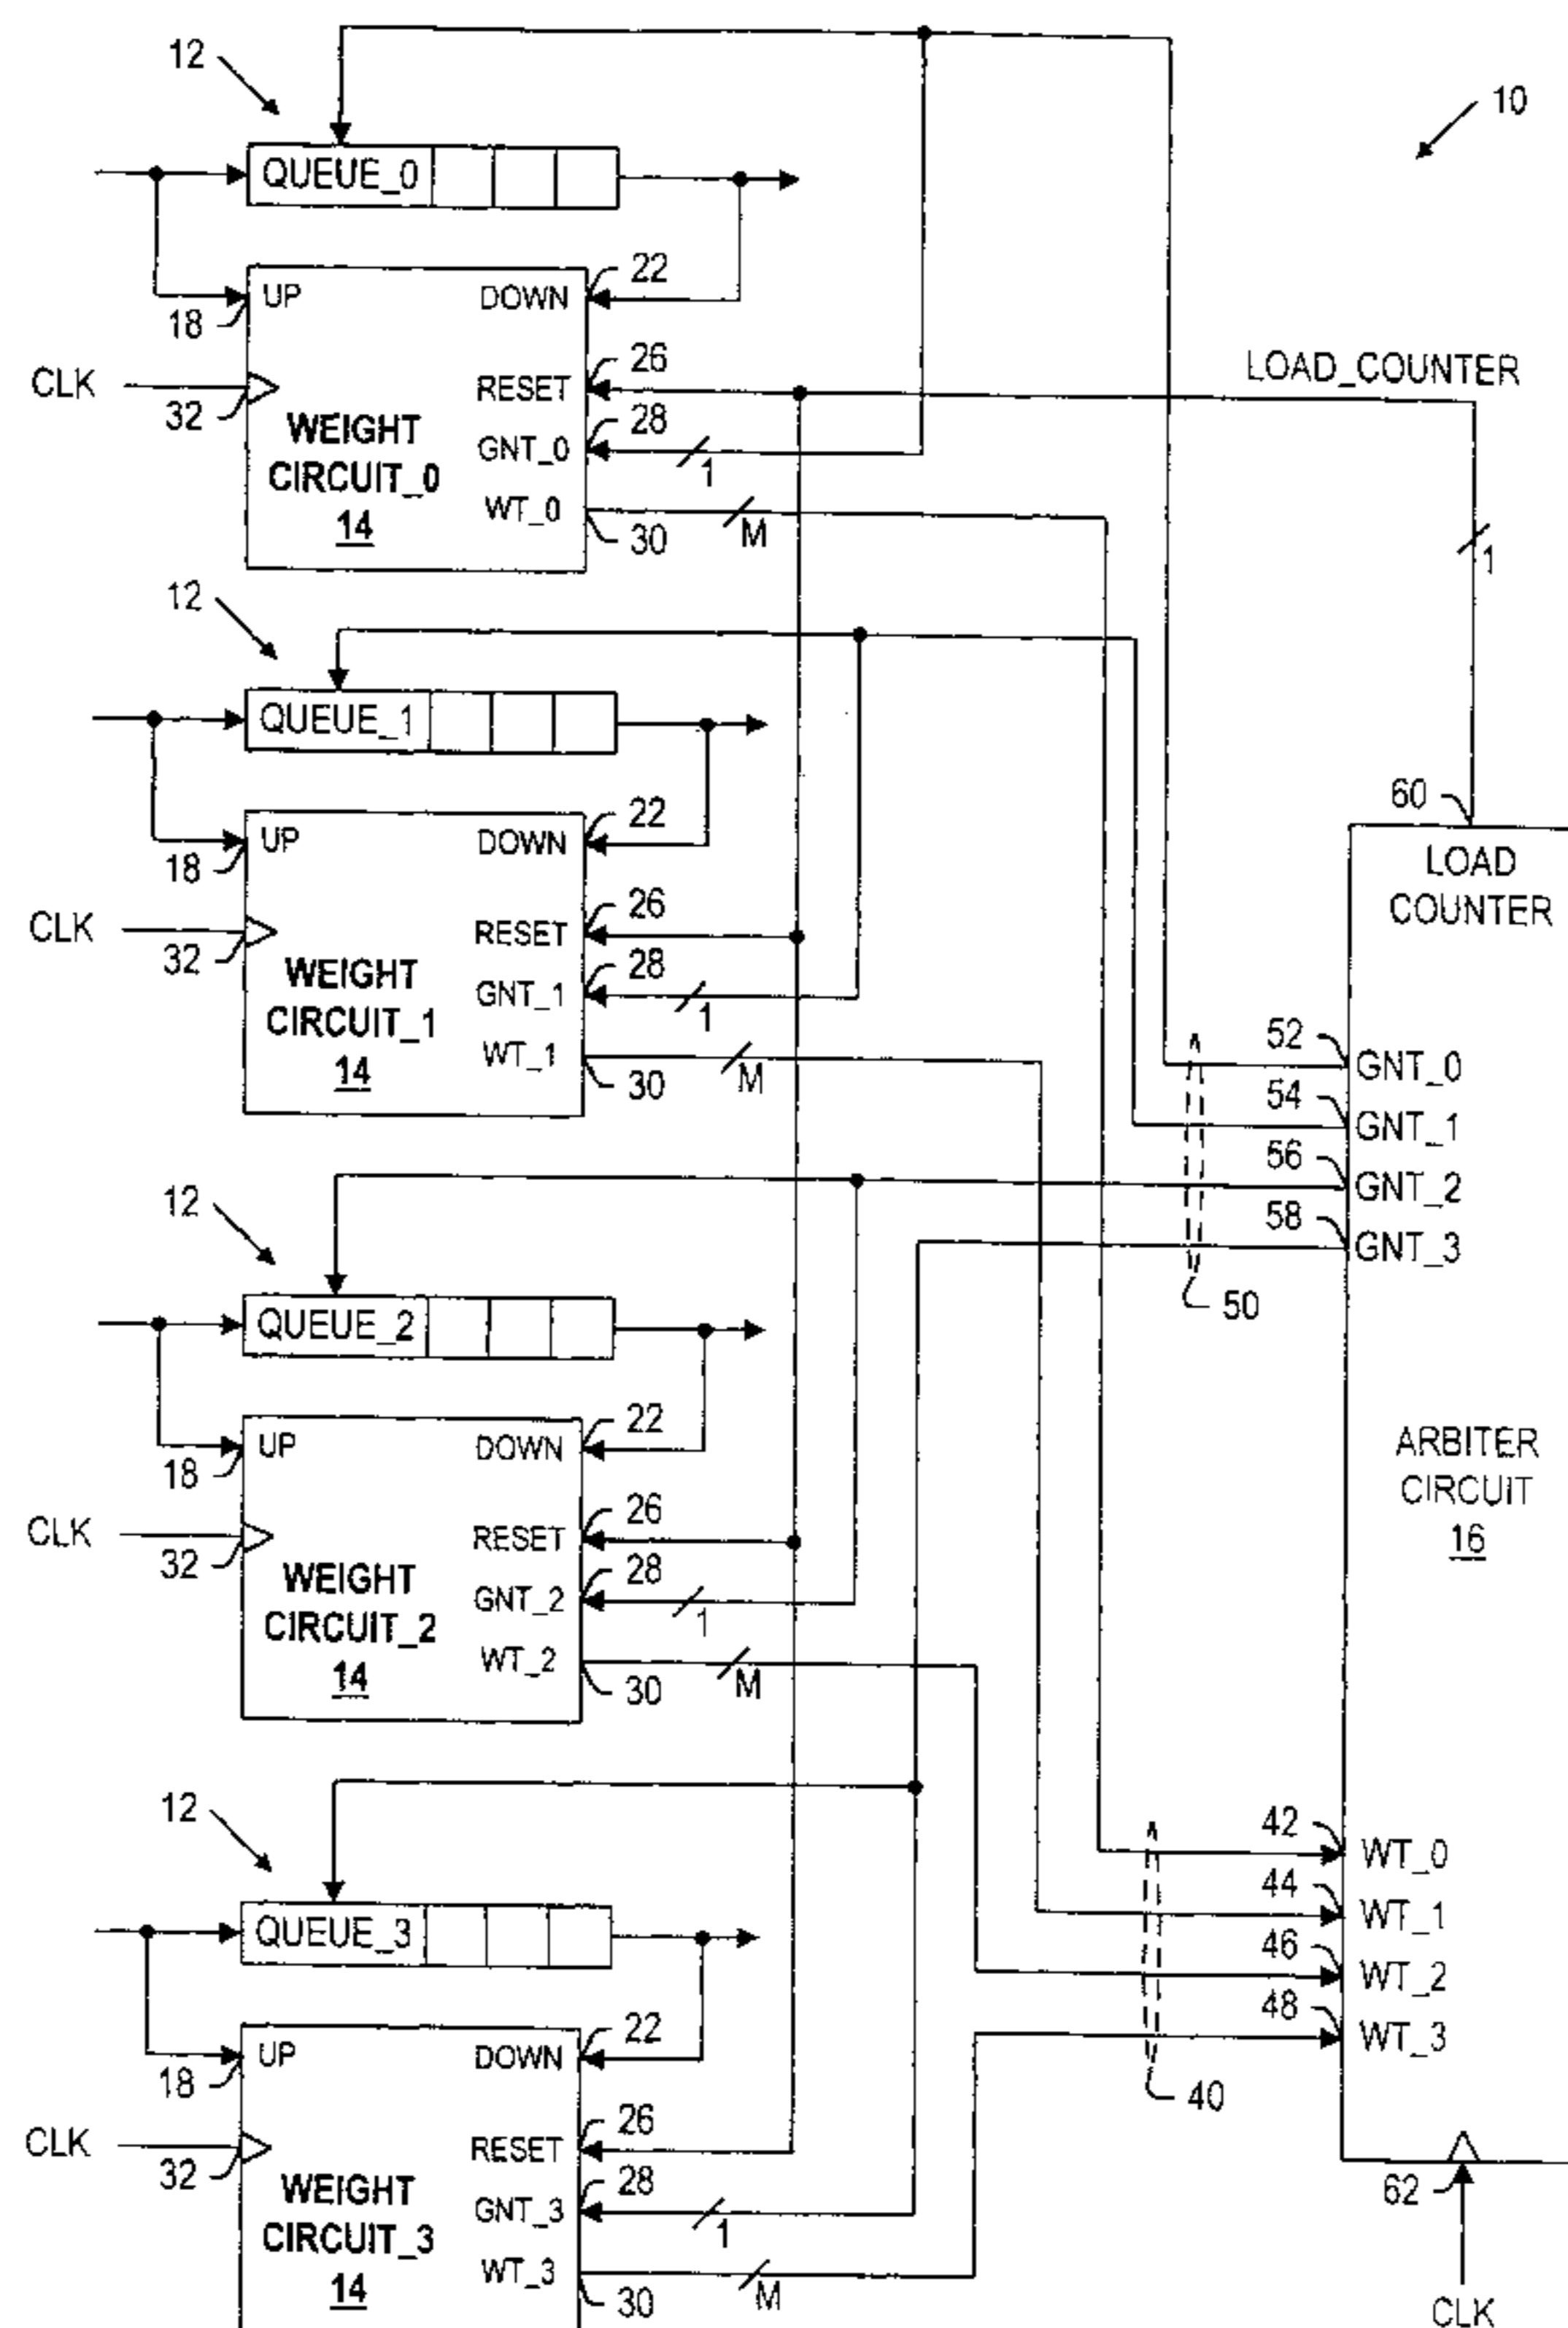 12
10
QUEUE_0
UP
DOWN
22
18
CLK
32
RESET
26
LOAD_COUNTER
WEIGHT
CIRCUIT_0
14
GNT_0
28
1
WT_0
30
M
1
12
QUEUE_1
UP
DOWN
22
18
CLK
32
RESET
26
WEIGHT
CIRCUIT_1
14
GNT_1
28
1
WT_1
30
M
60
LOAD
COUNTER
52
GNT_0
54
GNT_1
56
GNT_2
58
GNT_3
50
12
QUEUE_2
UP
DOWN
22
18
CLK
32
RESET
26
WEIGHT
CIRCUIT_2
14
GNT_2
28
1
WT_2
30
M
ARBITER
CIRCUIT
16
12
QUEUE_3
UP
DOWN
22
18
CLK
32
RESET
26
WEIGHT
CIRCUIT_3
14
GNT_3
28
1
WT_3
30
M
42
WT_0
44
WT_1
46
WT_2
48
WT_3
40
62
CLK